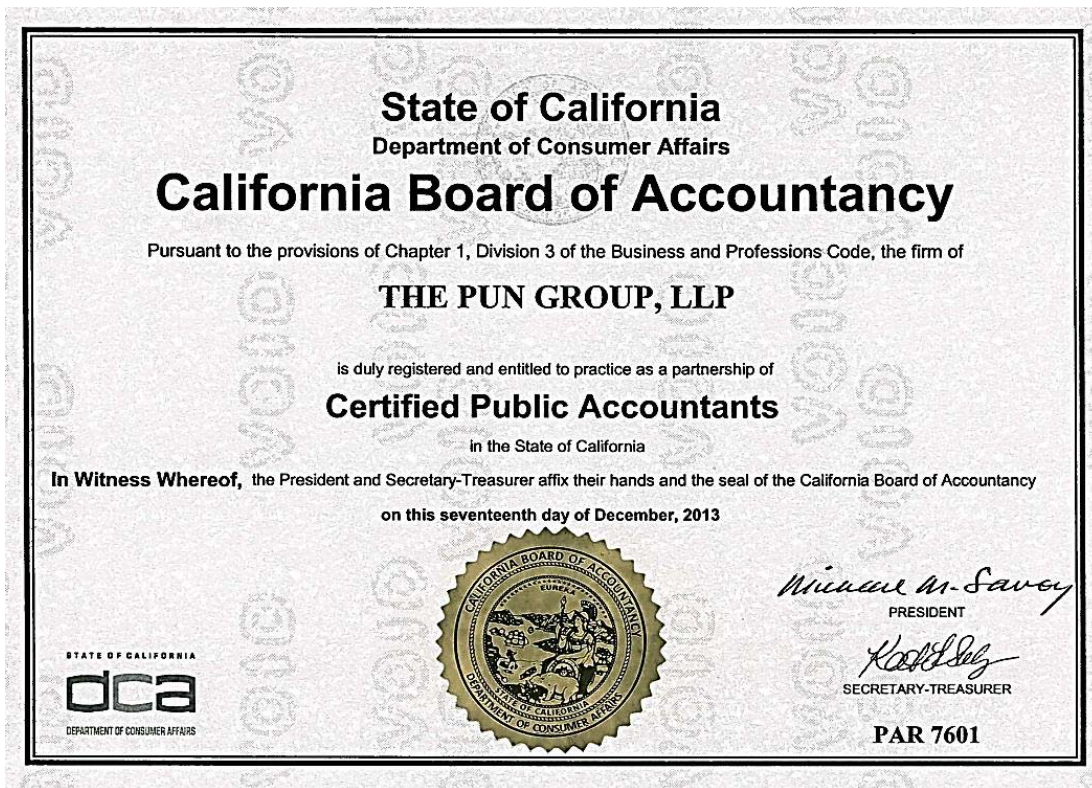 State of California
Department of Consumer Affairs
California Board of Accountancy
Pursuant to the provisions of Chapter 1, Division 3 of the Business and Professions Code, the firm of
THE PUN GROUP, LLP
is duly registered and entitled to practice as a partnership of
Certified Public Accountants
in the State of California
In Witness Whereof, the President and Secretary-Treasurer affix their hands and the seal of the California Board of Accountancy
on this seventeenth day of December, 2013
CALIFORNIA BOARD OF ACCOUNTANCY
EUREKA
STATE OF CALIFORNIA
DEPARTMENT OF CONSUMER AFFAIRS
M. Savoy
PRESIDENT
SECRETARY-TREASURER
PAR 7601
STATE OF CALIFORNIA
dca
DEPARTMENT OF CONSUMER AFFAIRS